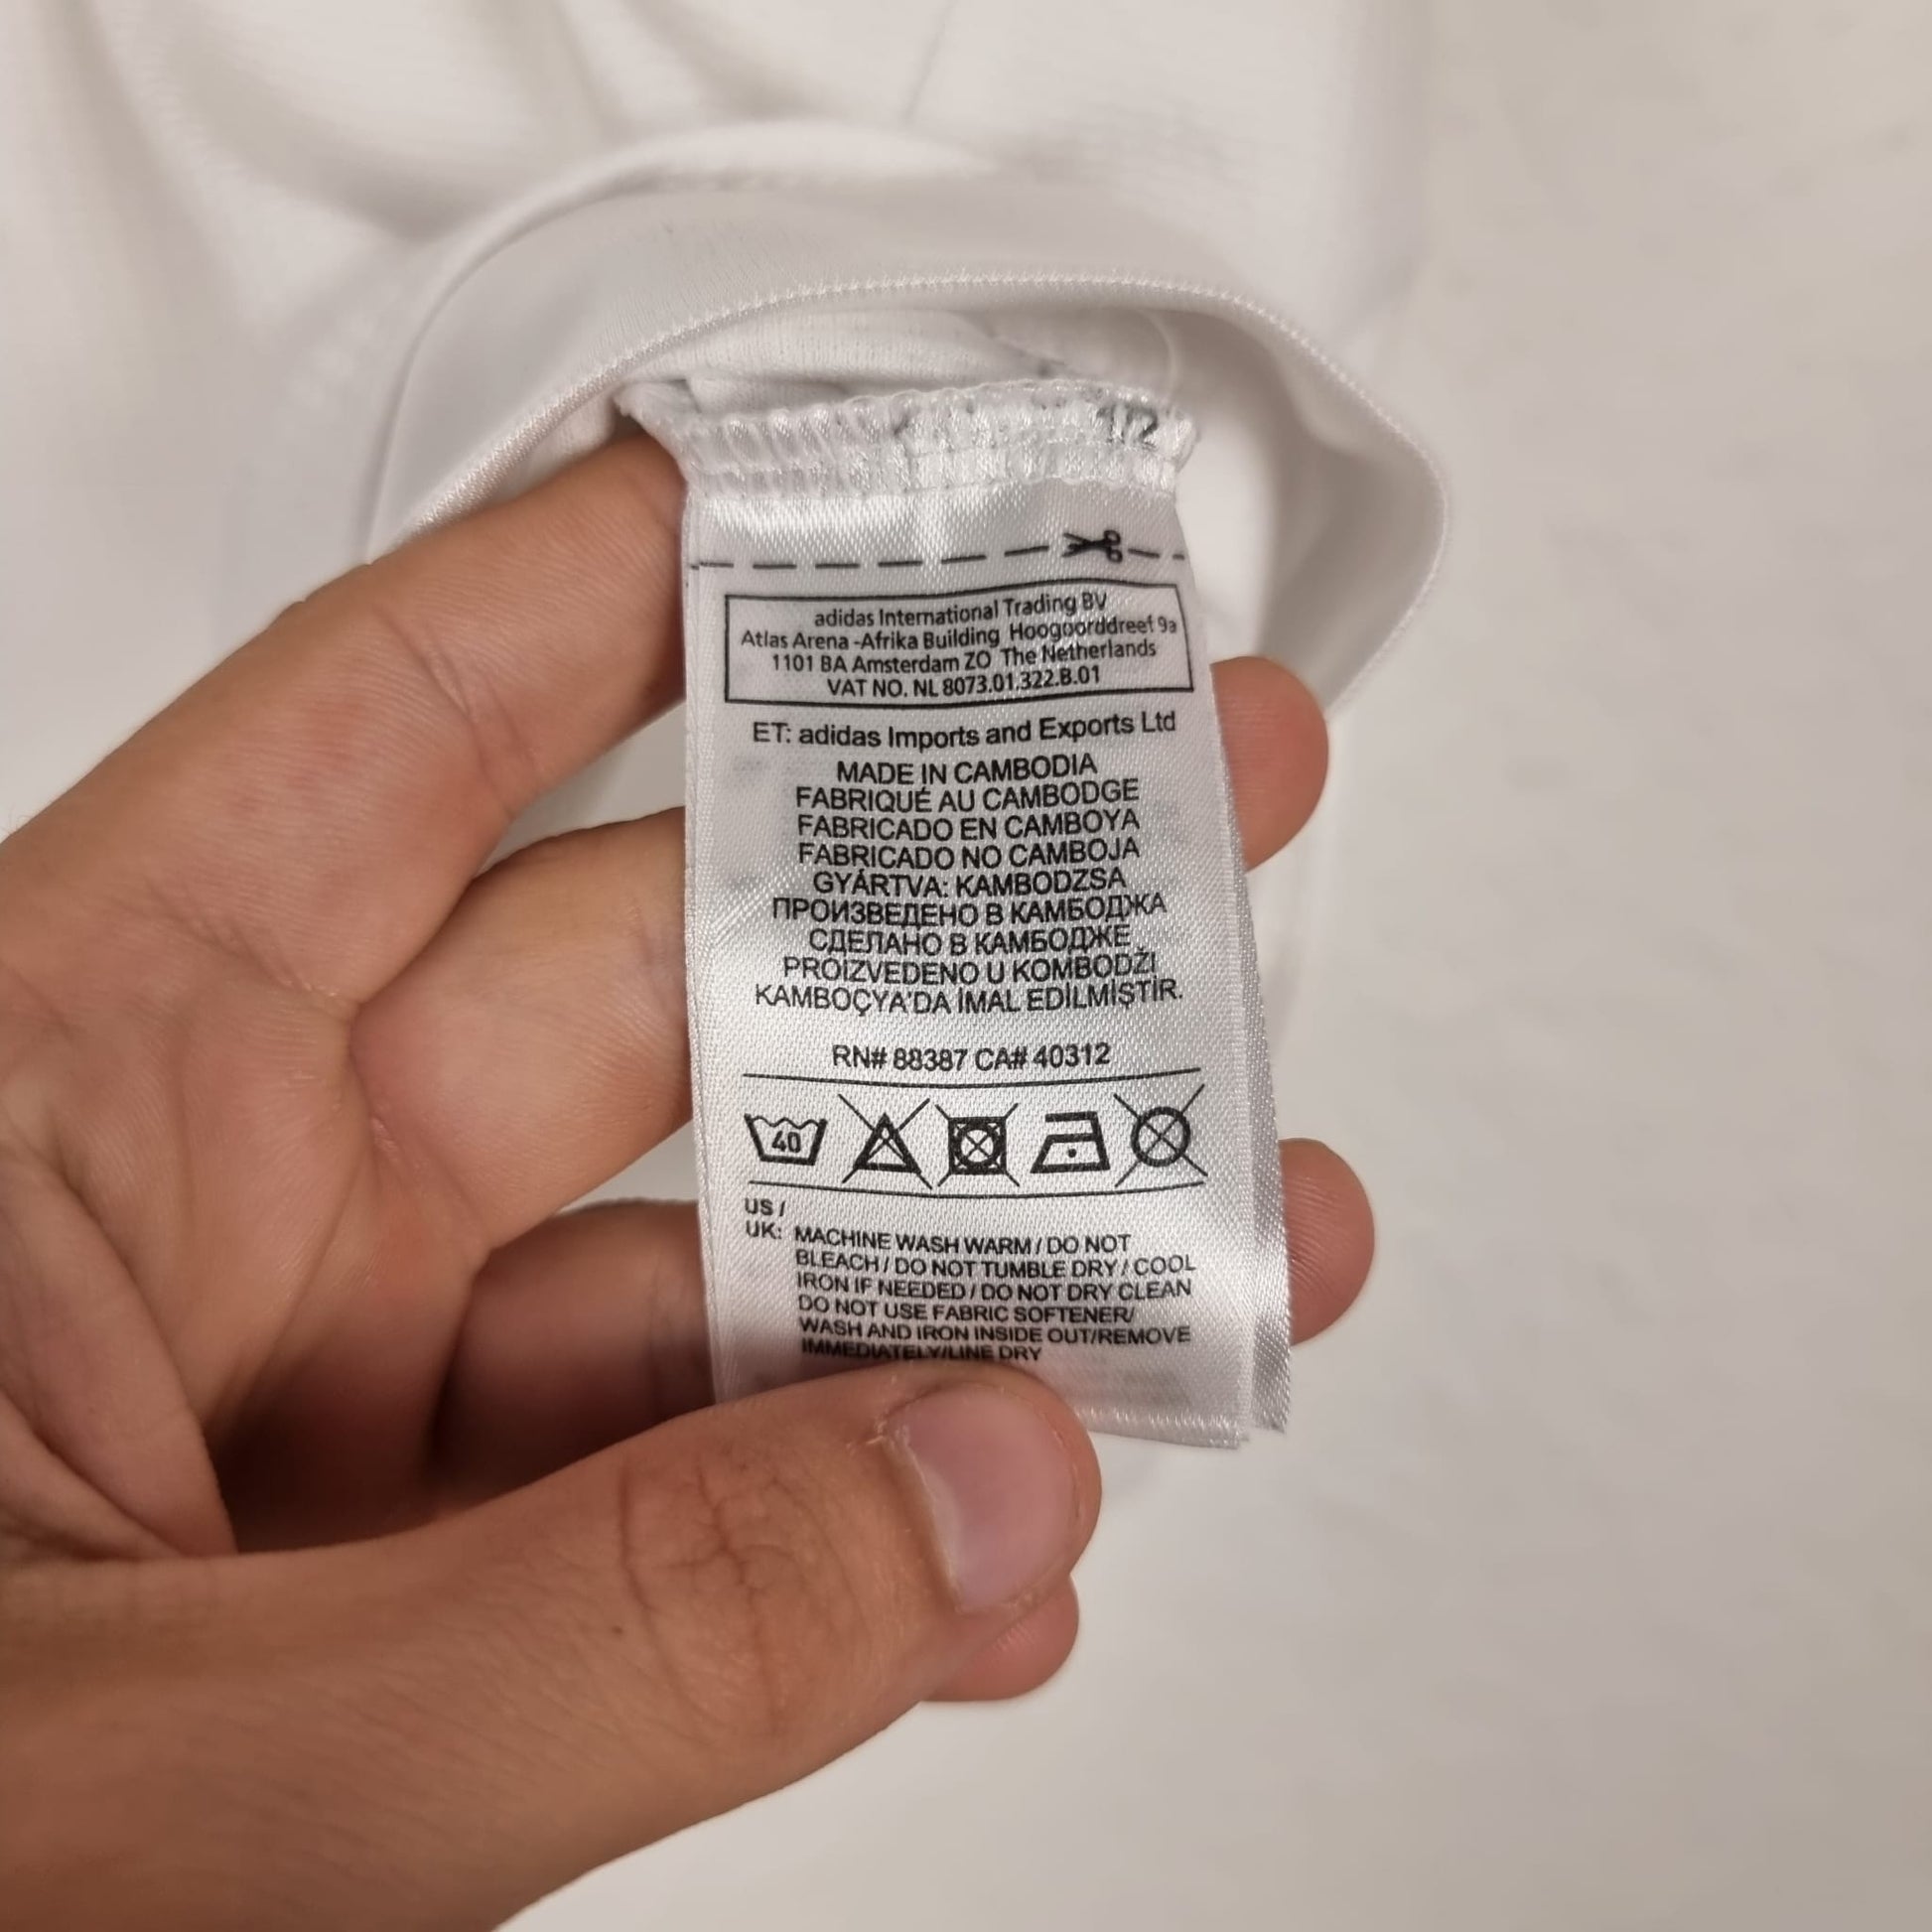 1/2
adidas International Trading BV
Atlas Arena -Afrika Building Hoogoorddreef 9a
1101 BA Amsterdam ZO The Netherlands
VAT NO. NL 8073.01.322.B.01
ET: adidas Imports and Exports Ltd
MADE IN CAMBODIA
FABRIQUÉ AU CAMBODGE
FABRICADO EN CAMBOYA
FABRICADO NO CAMBOJA
GYÁRTVA: KAMBODZSA
ПРОИЗВЕДЕНО В КАМБОДЖА
СДЕЛАНО В КАМБОДЖЕ
PROIZVEDENO U KOMBODŽI
KAMBOÇYA'DA İMAL EDİLMİŞTİR.
RN# 88387 CA# 40312
40
US /
UK: MACHINE WASH WARM / DO NOT
BLEACH / DO NOT TUMBLE DRY / COOL
IRON IF NEEDED / DO NOT DRY CLEAN
DO NOT USE FABRIC SOFTENER/
WASH AND IRON INSIDE OUT/REMOVE
IMMEDIATELY/LINE DRY